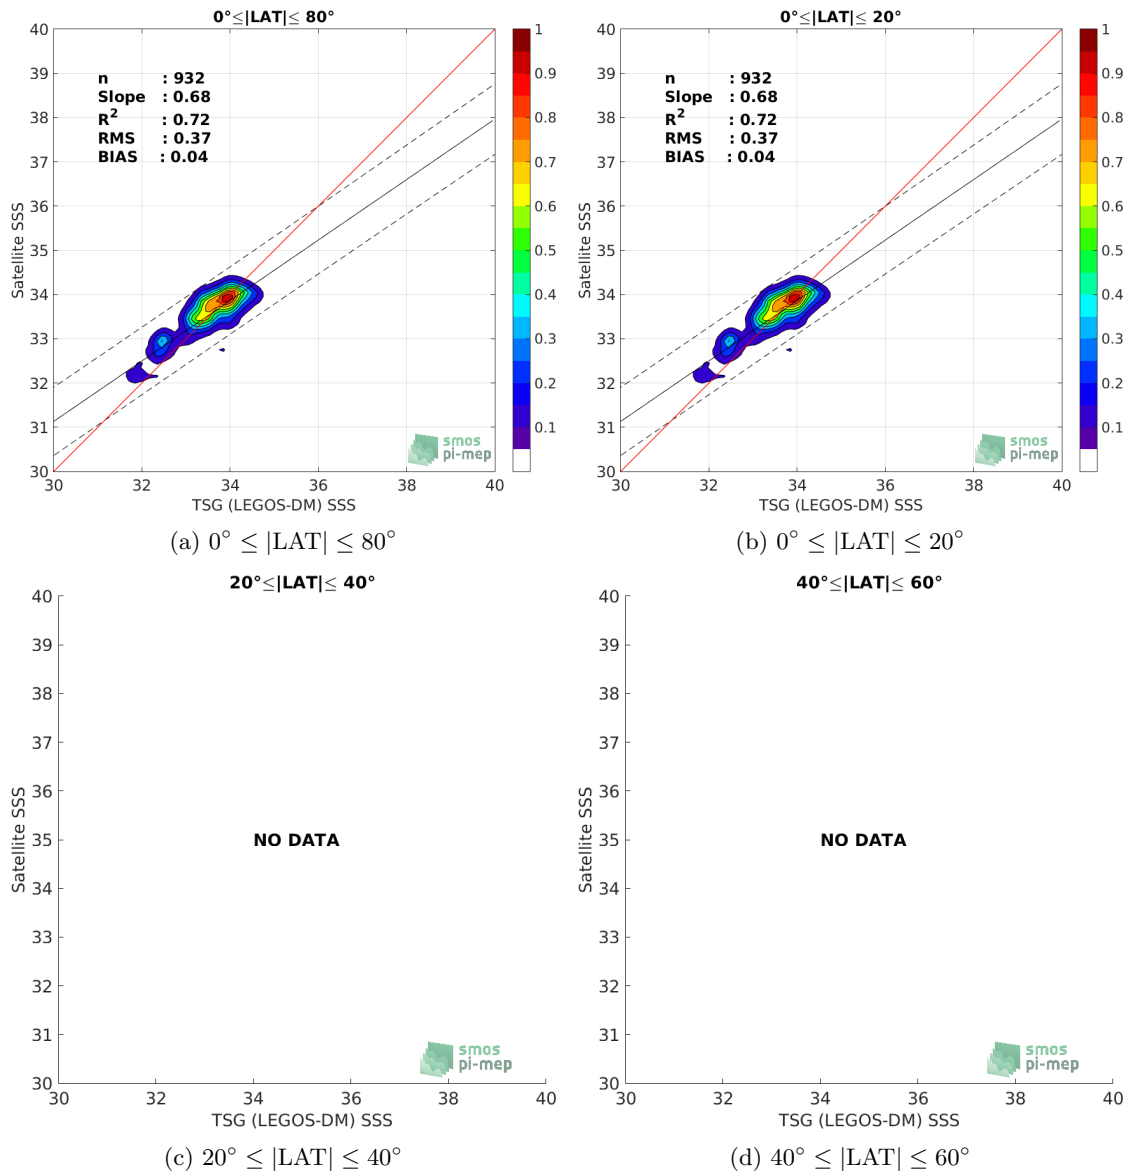 0°≤|LAT|≤ 80°
n : 932
Slope : 0.68
R² : 0.72
RMS : 0.37
BIAS : 0.04
40
39
38
37
36
35
34
33
32
31
30
Satellite SSS
30 32 34 36 38 40
TSG (LEGOS-DM) SSS
1
0.9
0.8
0.7
0.6
0.5
0.4
0.3
0.2
0.1
smos
pi-mep
(a) 0° ≤ |LAT| ≤ 80°
0°≤|LAT|≤ 20°
n : 932
Slope : 0.68
R² : 0.72
RMS : 0.37
BIAS : 0.04
40
39
38
37
36
35
34
33
32
31
30
Satellite SSS
30 32 34 36 38 40
TSG (LEGOS-DM) SSS
1
0.9
0.8
0.7
0.6
0.5
0.4
0.3
0.2
0.1
smos
pi-mep
(b) 0° ≤ |LAT| ≤ 20°
20°≤|LAT|≤ 40°
40
39
38
37
36
35
34
33
32
31
30
Satellite SSS
NO DATA
smos
pi-mep
30 32 34 36 38 40
TSG (LEGOS-DM) SSS
(c) 20° ≤ |LAT| ≤ 40°
40°≤|LAT|≤ 60°
40
39
38
37
36
35
34
33
32
31
30
Satellite SSS
NO DATA
smos
pi-mep
30 32 34 36 38 40
TSG (LEGOS-DM) SSS
(d) 40° ≤ |LAT| ≤ 60°